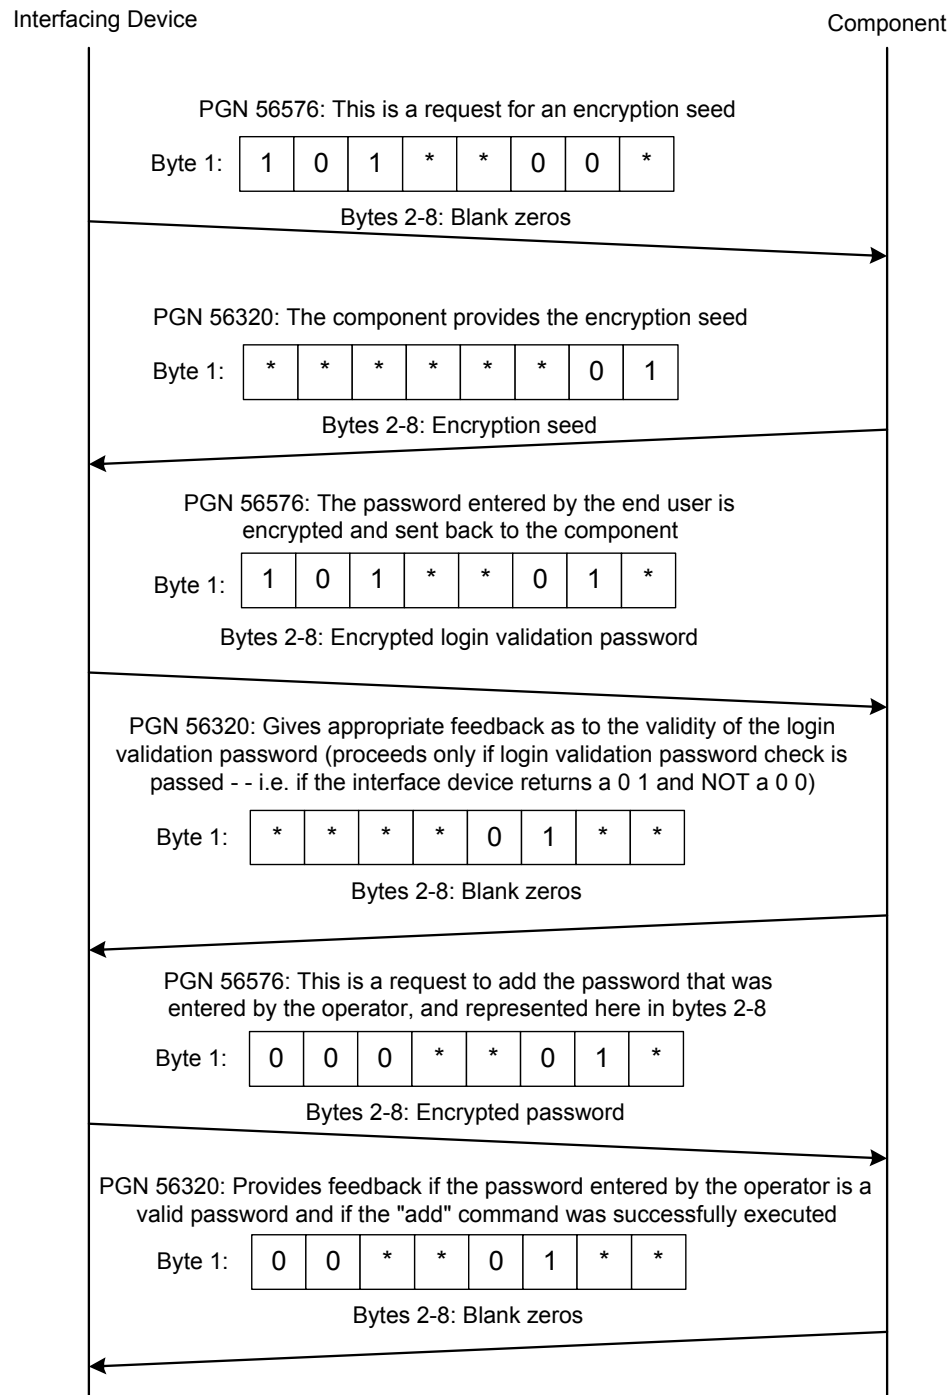 Interfacing Device
Component
PGN 56576: This is a request for an encryption seed
Byte 1: 1 0 1 * * 0 0 *
Bytes 2-8: Blank zeros
PGN 56320: The component provides the encryption seed
Byte 1: * * * * * * 0 1
Bytes 2-8: Encryption seed
PGN 56576: The password entered by the end user is
encrypted and sent back to the component
Byte 1: 1 0 1 * * 0 1 *
Bytes 2-8: Encrypted login validation password
PGN 56320: Gives appropriate feedback as to the validity of the login
validation password (proceeds only if login validation password check is
passed - - i.e. if the interface device returns a 0 1 and NOT a 0 0)
Byte 1: * * * * 0 1 * *
Bytes 2-8: Blank zeros
PGN 56576: This is a request to add the password that was
entered by the operator, and represented here in bytes 2-8
Byte 1: 0 0 0 * * 0 1 *
Bytes 2-8: Encrypted password
PGN 56320: Provides feedback if the password entered by the operator is a
valid password and if the "add" command was successfully executed
Byte 1: 0 0 * * 0 1 * *
Bytes 2-8: Blank zeros